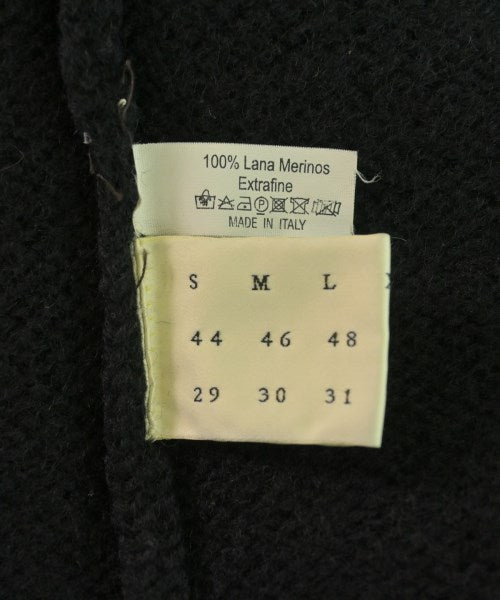 100% Lana Merinos
Extrafine
MADE IN ITALY
S M L
44 46 48
29 30 31